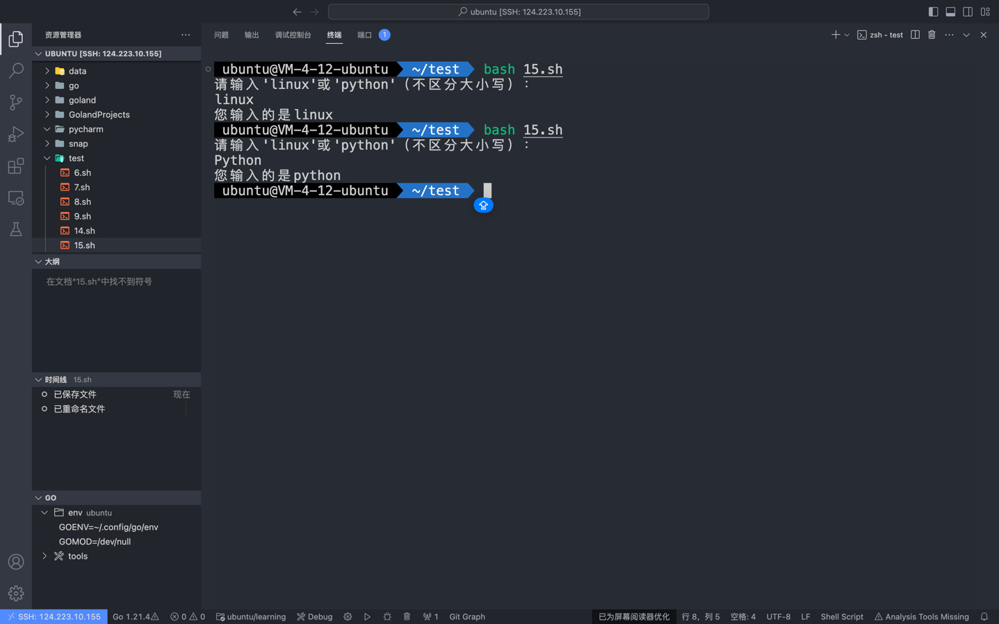 ubuntu [SSH: 124.223.10.155]
资源管理器
UBUNTU [SSH: 124.223.10.155]
data
go
goland
GolandProjects
pycharm
snap
test
6.sh
7.sh
8.sh
9.sh
14.sh
15.sh
大纲
在文档“15.sh”中找不到符号
时间线 15.sh
已保存文件 现在
已重命名文件
GO
env ubuntu
GOENV=~/.config/go/env
GOMOD=/dev/null
tools
问题 输出 调试控制台 终端 端口 1
zsh - test
ubuntu@VM-4-12-ubuntu ~/test bash 15.sh
请输入'linux'或'python'（不区分大小写）：
linux
您输入的是linux
ubuntu@VM-4-12-ubuntu ~/test bash 15.sh
请输入'linux'或'python'（不区分大小写）：
Python
您输入的是python
ubuntu@VM-4-12-ubuntu ~/test
SSH: 124.223.10.155 Go 1.21.4 0 0 ubuntu/learning Debug 1 Git Graph 已为屏幕阅读器优化 行 8，列 5 空格: 4 UTF-8 LF Shell Script Analysis Tools Missing